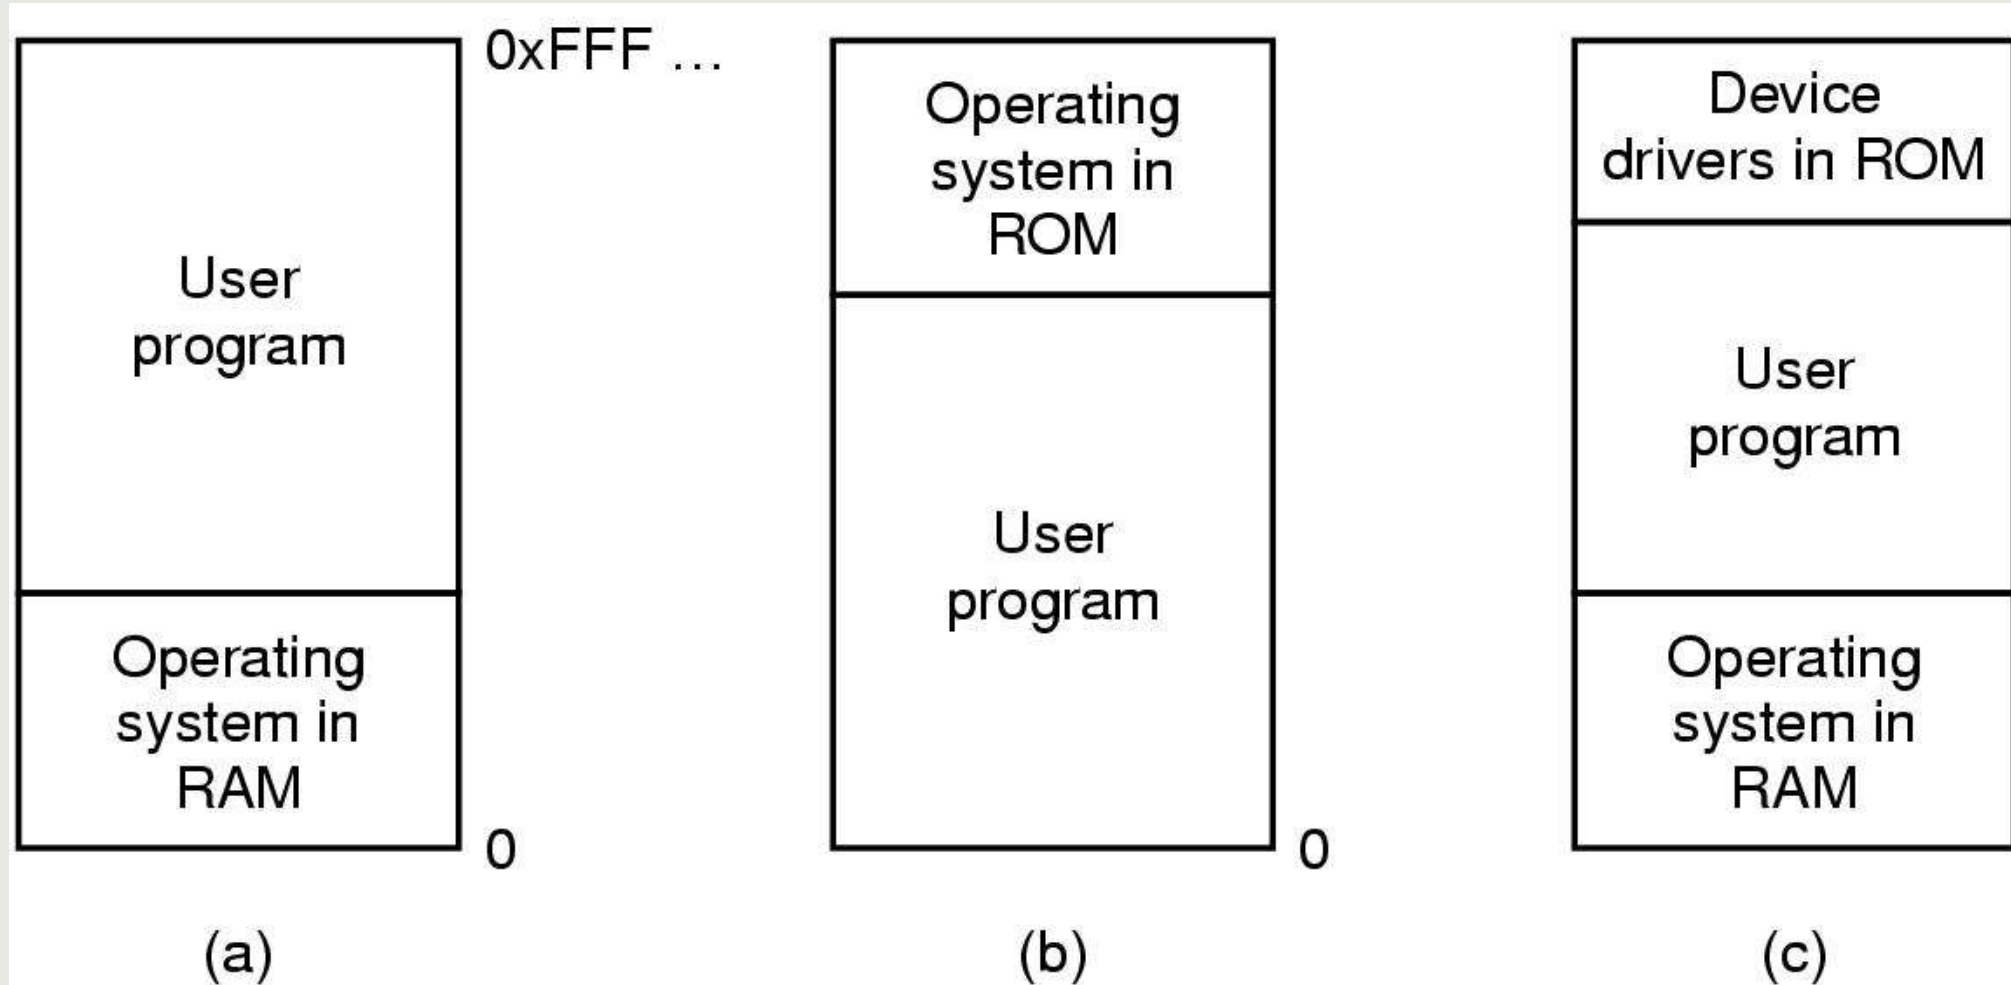 0xFFF ...
User
program
Operating
system in
RAM
0
(a)
Operating
system in
ROM
User
program
0
(b)
Device
drivers in ROM
User
program
Operating
system in
RAM
(c)